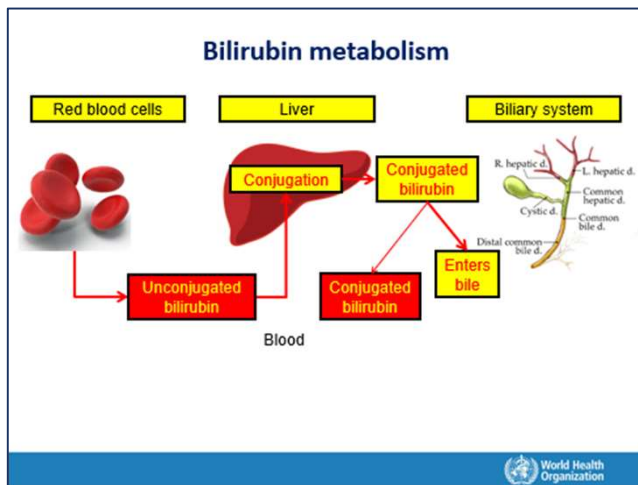 Bilirubin metabolism
Red blood cells
Liver
Biliary system
Conjugation
Conjugated
bilirubin
R. hepatic d.
L. hepatic d.
Common
hepatic d.
Cystic d.
Common
bile d.
Distal common
bile d.
Unconjugated
bilirubin
Conjugated
bilirubin
Enters
bile
Blood
World Health
Organization